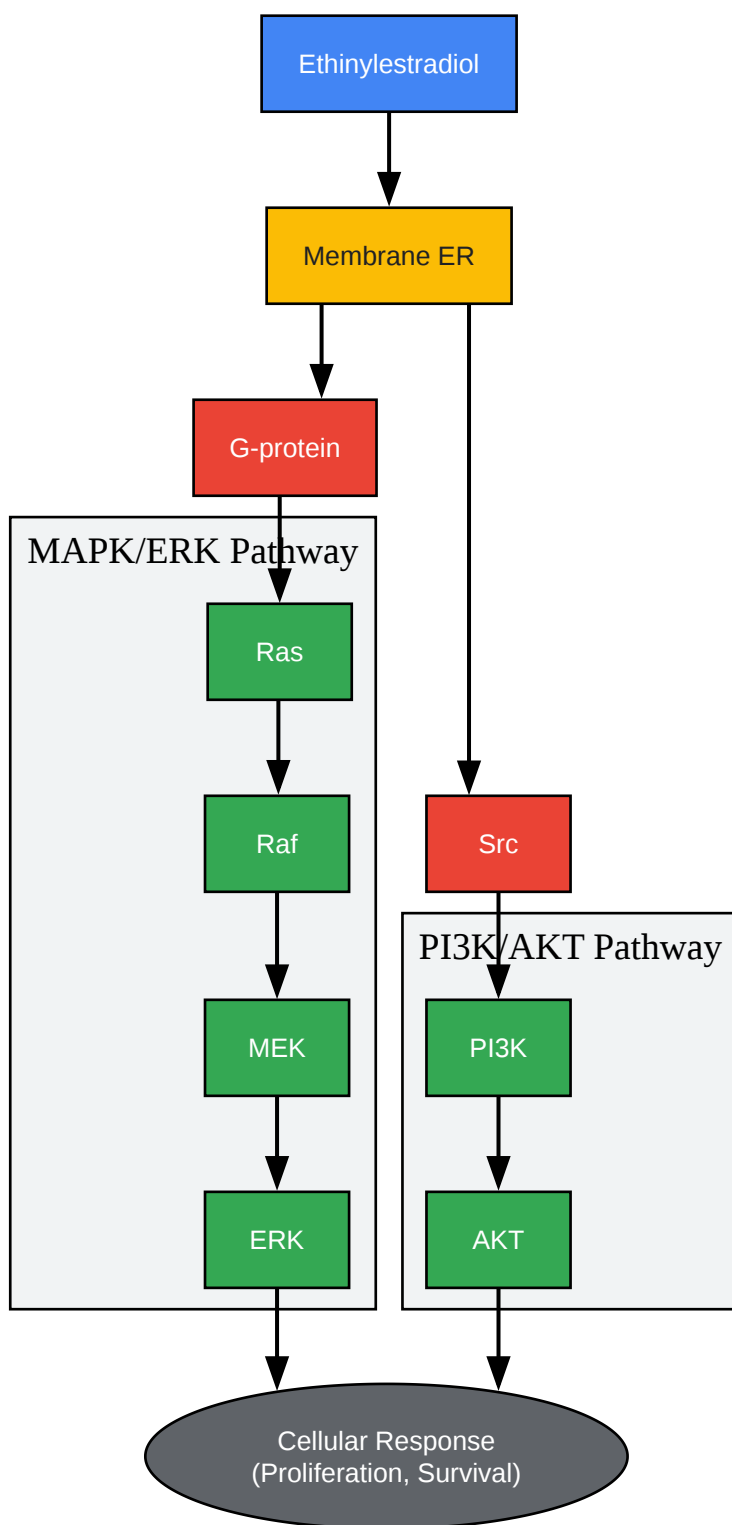 Ethinylestradiol
Membrane ER
G-protein
MAPK/ERK Pathway
Ras
Raf
Src
PI3K/AKT Pathway
MEK
PI3K
ERK
AKT
Cellular Response
(Proliferation, Survival)